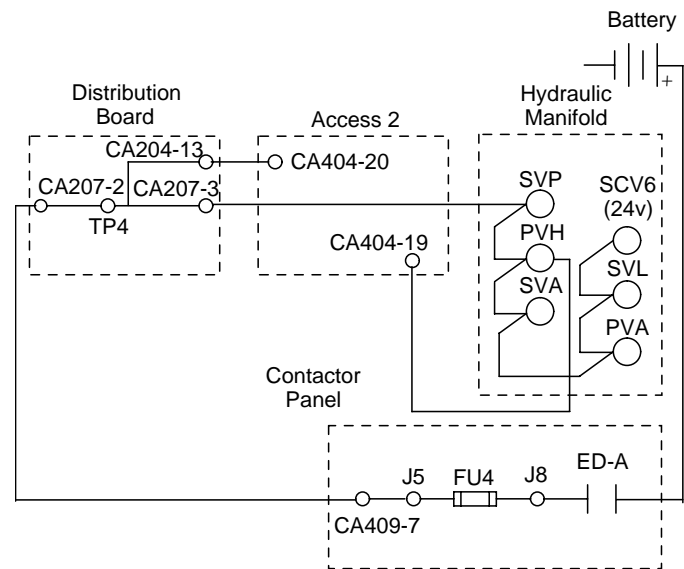 Battery
+
Distribution
Board
Access 2
Hydraulic
Manifold
CA204-13
CA404-20
CA207-2
CA207-3
TP4
SVP
SCV6
(24v)
PVH
CA404-19
SVA
SVL
PVA
Contactor
Panel
J5
FU4
J8
ED-A
CA409-7